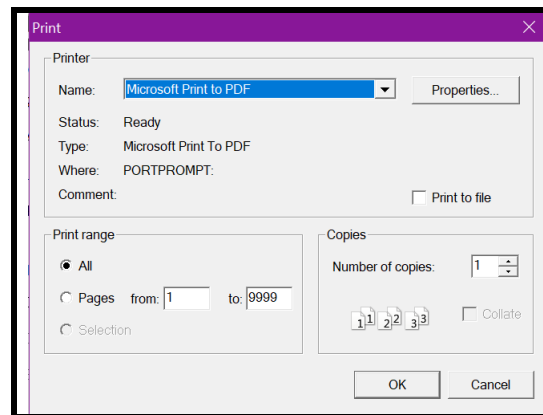 Print
Printer
Name: Microsoft Print to PDF Properties...
Status: Ready
Type: Microsoft Print To PDF
Where: PORTPROMPT:
Comment: Print to file
Print range
All
Pages from: 1 to: 9999
Selection
Copies
Number of copies: 1
1 1 2 2 3 3 Collate
OK Cancel